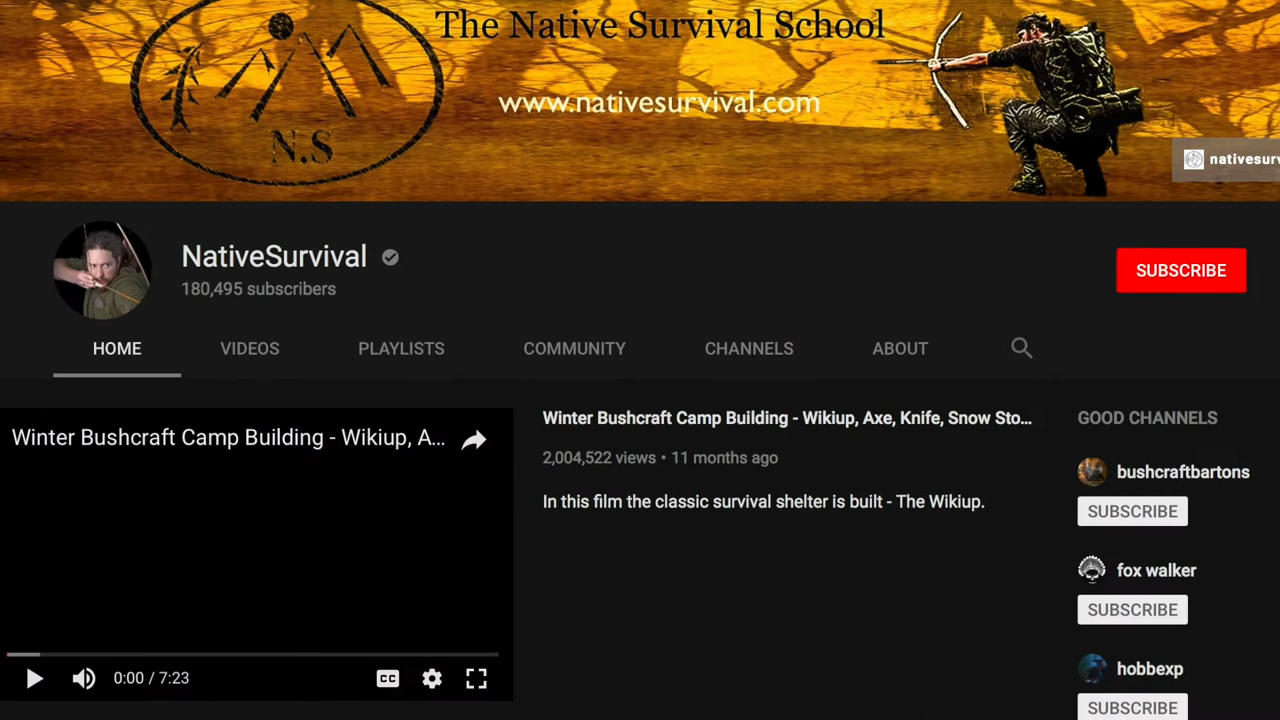 The Native Survival School
www.nativesurvival.com
N.S
nativesurv
NativeSurvival
180,495 subscribers
SUBSCRIBE
HOME VIDEOS PLAYLISTS COMMUNITY CHANNELS ABOUT
Winter Bushcraft Camp Building - Wikiup, A...
0:00 / 7:23
CC
Winter Bushcraft Camp Building - Wikiup, Axe, Knife, Snow Sto...
2,004,522 views • 11 months ago
In this film the classic survival shelter is built - The Wikiup.
GOOD CHANNELS
bushcraftbartons
SUBSCRIBE
fox walker
SUBSCRIBE
hobbexp
SUBSCRIBE